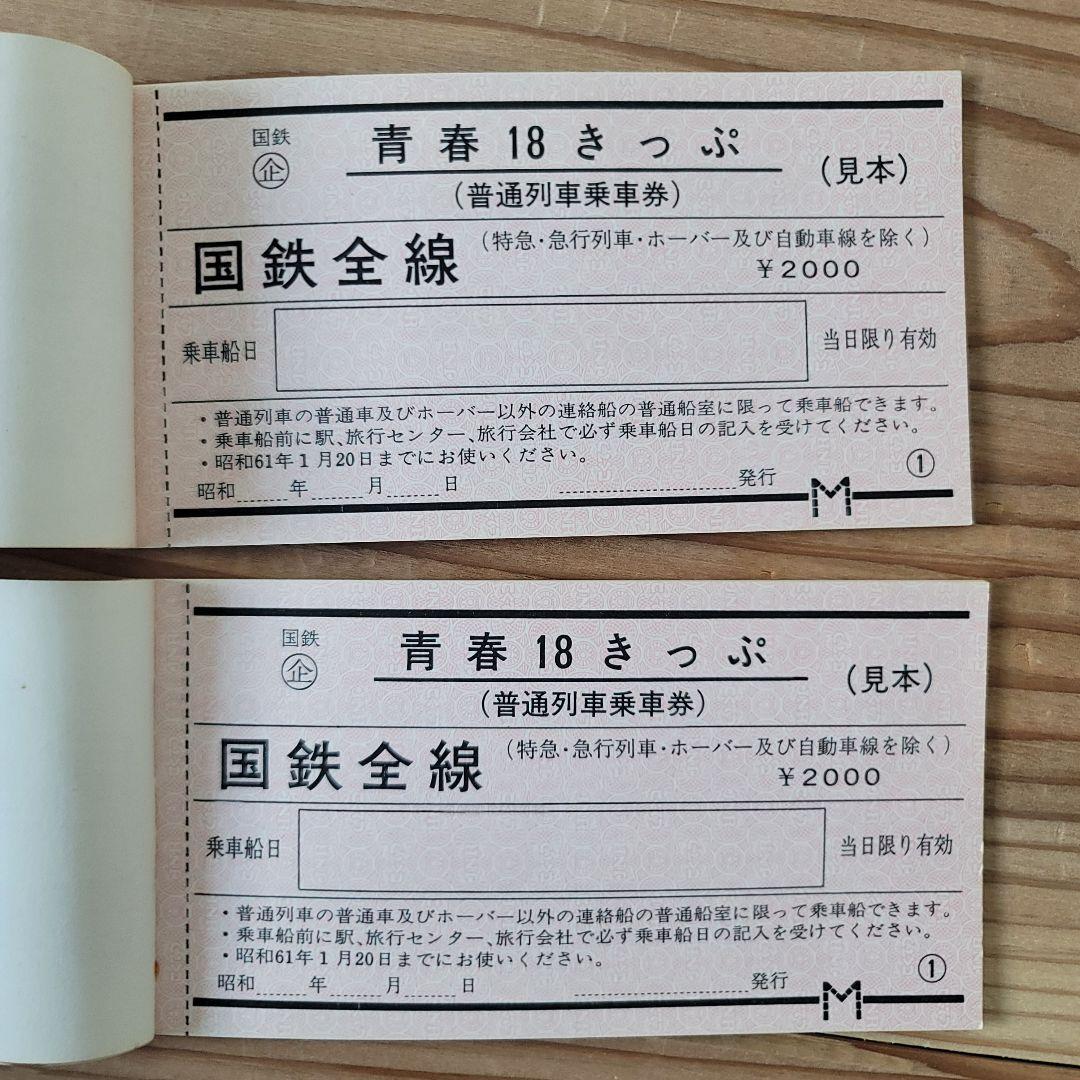 国鉄
企
青春18きっぷ
(普通列車乗車券)
(見本)
国鉄全線
(特急・急行列車・ホーバー及び自動車線を除く)
￥2000
乗車船日
当日限り有効
・普通列車の普通車及びホーバー以外の連絡船の普通船室に限って乗車船できます。
・乗車船前に駅、旅行センター、旅行会社で必ず乗車船日の記入を受けてください。
・昭和61年1月20日までにお使いください。
①
昭和 年 月 日 発行
M
国鉄
企
青春18きっぷ
(普通列車乗車券)
(見本)
国鉄全線
(特急・急行列車・ホーバー及び自動車線を除く)
￥2000
乗車船日
当日限り有効
・普通列車の普通車及びホーバー以外の連絡船の普通船室に限って乗車船できます。
・乗車船前に駅、旅行センター、旅行会社で必ず乗車船日の記入を受けてください。
・昭和61年1月20日までにお使いください。
①
昭和 年 月 日 発行
M